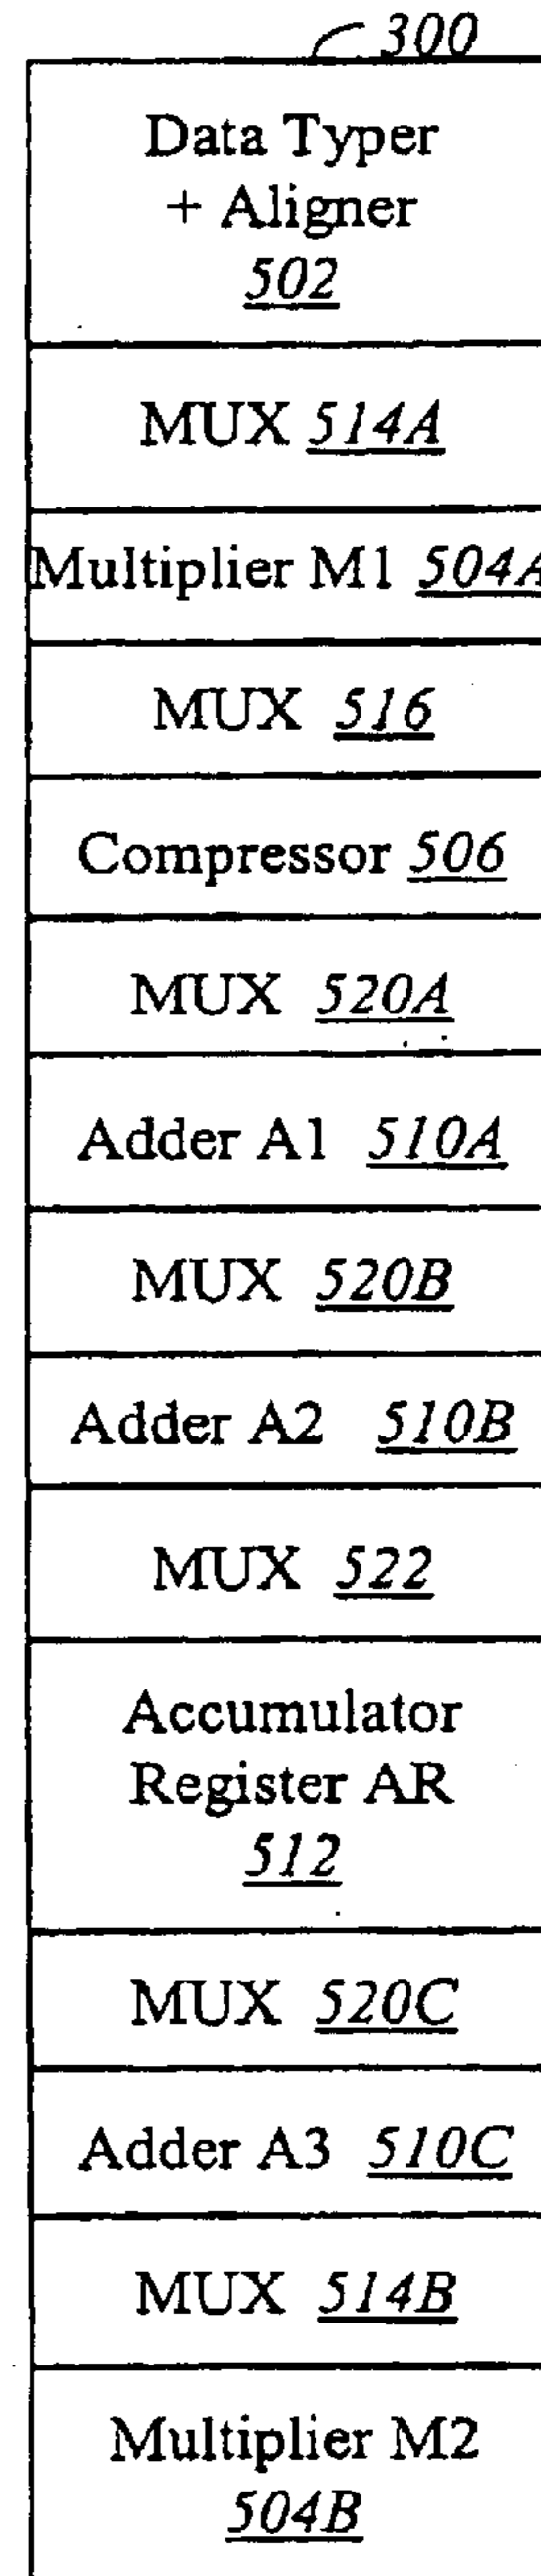 300
Data Typer
+ Aligner
502
MUX 514A
Multiplier M1 504A
MUX 516
Compressor 506
MUX 520A
Adder A1 510A
MUX 520B
Adder A2 510B
MUX 522
Accumulator
Register AR
512
MUX 520C
Adder A3 510C
MUX 514B
Multiplier M2
504B